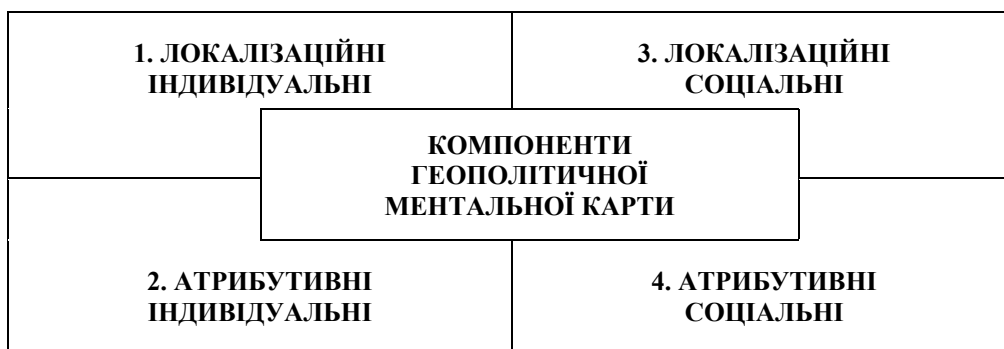 1. ЛОКАЛІЗАЦІЙНІ
ІНДИВІДУАЛЬНІ
3. ЛОКАЛІЗАЦІЙНІ
СОЦІАЛЬНІ
КОМПОНЕНТИ
ГЕОПОЛІТИЧНОЇ
МЕНТАЛЬНОЇ КАРТИ
2. АТРИБУТИВНІ
ІНДИВІДУАЛЬНІ
4. АТРИБУТИВНІ
СОЦІАЛЬНІ